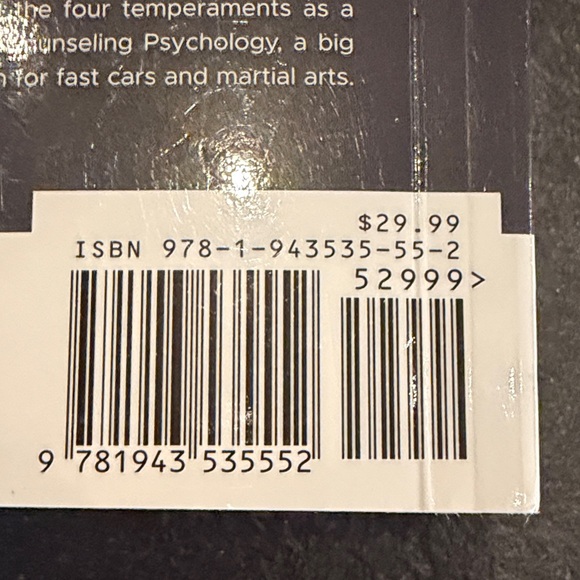 the four temperaments as a
unseling Psychology, a big
for fast cars and martial arts.
$29.99
ISBN 978-1-943535-55-2
52999>
9 781943 535552